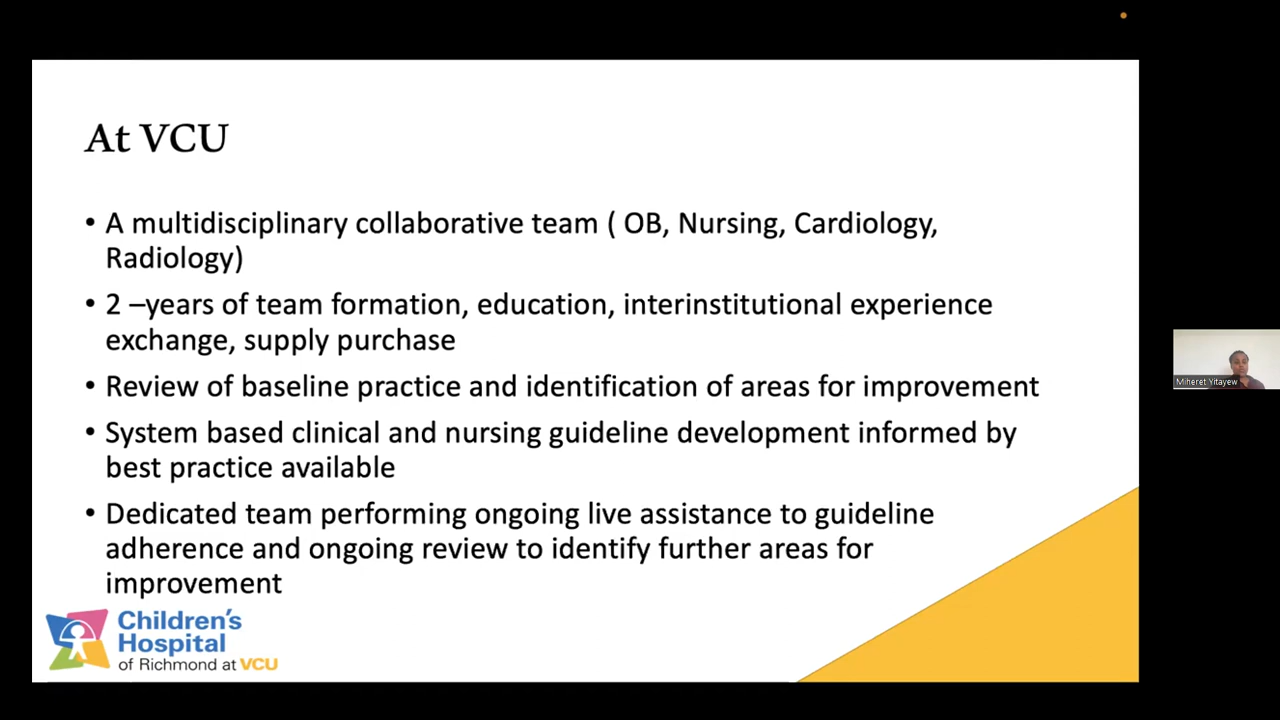 At VCU
• A multidisciplinary collaborative team ( OB, Nursing, Cardiology,
Radiology)
• 2 –years of team formation, education, interinstitutional experience
exchange, supply purchase
• Review of baseline practice and identification of areas for improvement
• System based clinical and nursing guideline development informed by
best practice available
• Dedicated team performing ongoing live assistance to guideline
adherence and ongoing review to identify further areas for
improvement
Children's
Hospital
of Richmond at VCU
Miheret Yitayew